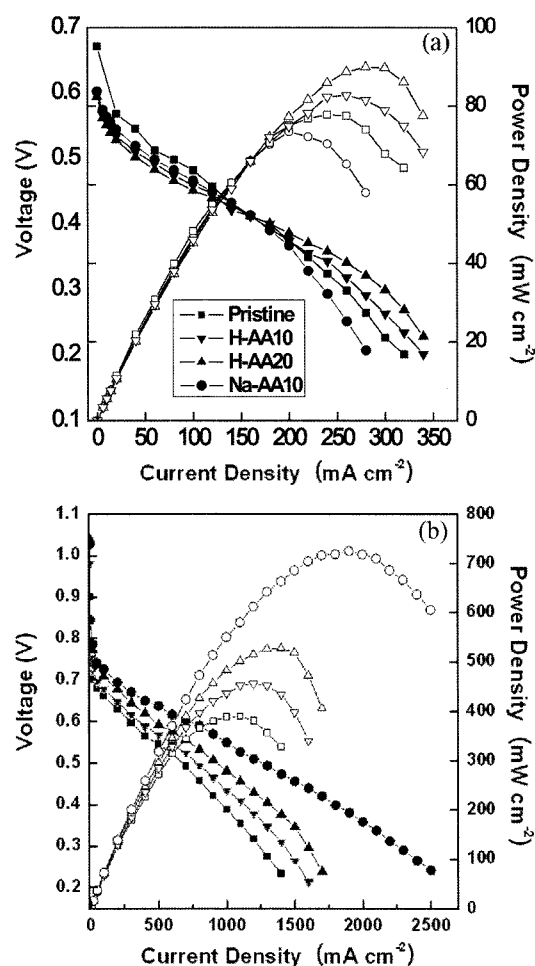 (a)
0.7
0.6
0.5
0.4
0.3
0.2
0.1
Voltage (V)
100
80
60
40
20
0
Power Density (mW cm-2)
Pristine
H-AA10
H-AA20
Na-AA10
0 50 100 150 200 250 300 350
Current Density (mA cm-2)
(b)
1.1
1.0
0.9
0.8
0.7
0.6
0.5
0.4
0.3
0.2
Voltage (V)
800
700
600
500
400
300
200
100
0
Power Density (mW cm-2)
0 500 1000 1500 2000 2500
Current Density (mA cm-2)